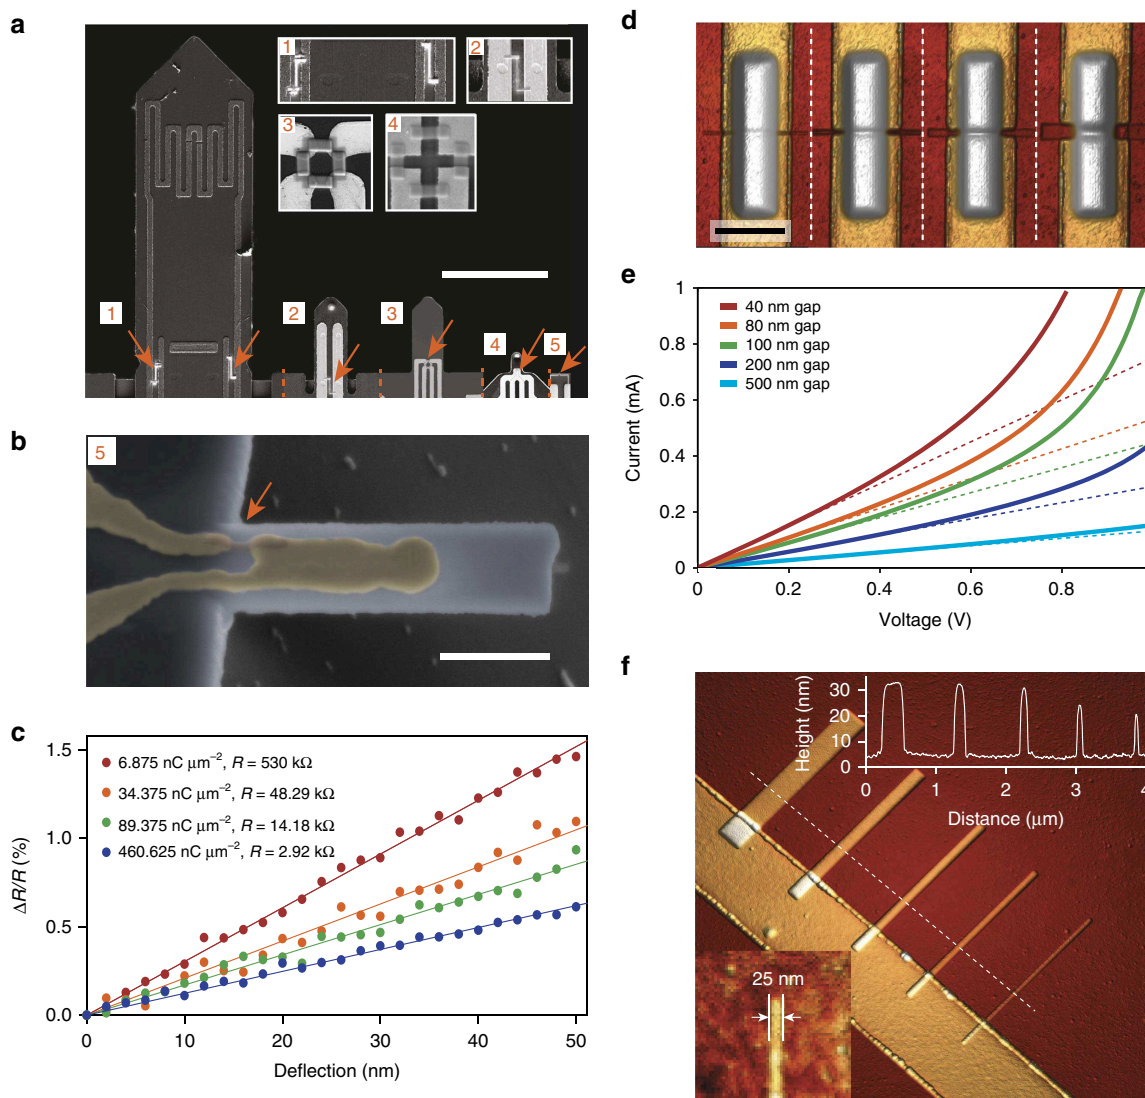 a
1
2
3
4
1
2
3
4
5
b
5
c
1.5
1.0
0.5
0.0
ΔR/R (%)
6.875 nC μm⁻², R = 530 kΩ
34.375 nC μm⁻², R = 48.29 kΩ
89.375 nC μm⁻², R = 14.18 kΩ
460.625 nC μm⁻², R = 2.92 kΩ
0
10
20
30
40
50
Deflection (nm)
d
e
1
0.8
0.6
0.4
0.2
0
Current (mA)
40 nm gap
80 nm gap
100 nm gap
200 nm gap
500 nm gap
0
0.2
0.4
0.6
0.8
Voltage (V)
f
Height (nm)
30
20
10
0
0
1
2
3
4
Distance (μm)
25 nm